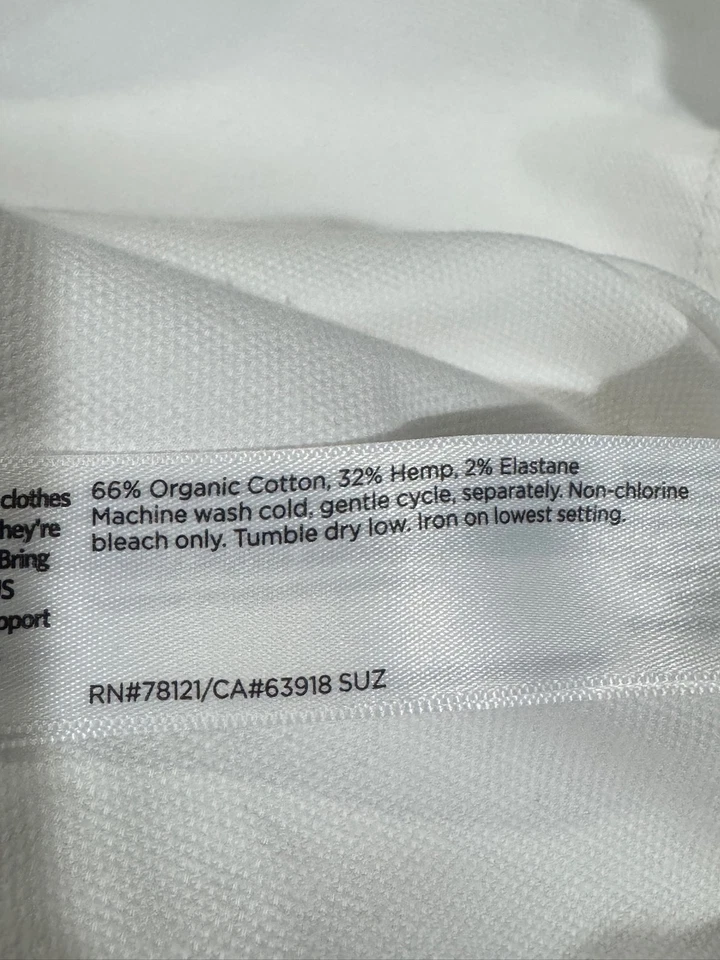 clothes
hey're
Bring
S
pport
66% Organic Cotton, 32% Hemp, 2% Elastane
Machine wash cold, gentle cycle, separately. Non-chlorine
bleach only. Tumble dry low. Iron on lowest setting.
RN#78121/CA#63918 SUZ